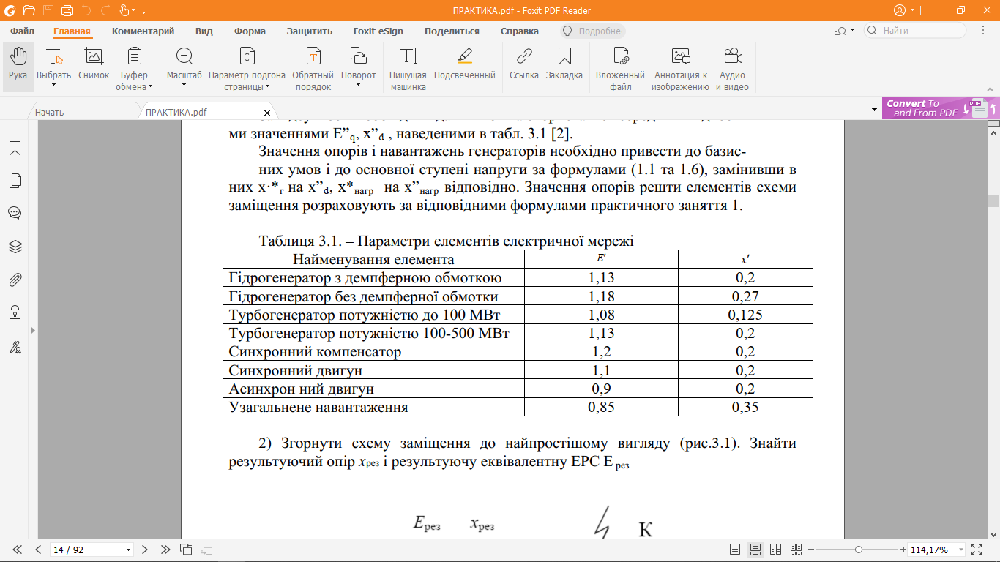 ПРАКТИКА.pdf - Foxit PDF Reader
Файл Главная Комментарий Вид Форма Защитить Foxit eSign Поделиться Справка Подробнее Найти
Рука Выбрать Снимок Буфер обмена Масштаб Параметр подгона страницы Обратный порядок Поворот Пишущая машинка Подсвеченный Ссылка Закладка Вложенный файл Аннотация к изображению Аудио и видео
Начать ПРАКТИКА.pdf Convert To and From PDF PDF
ми значеннями E”q, x”d , наведеними в табл. 3.1 [2].
Значення опорів і навантажень генераторів необхідно привести до базис-
них умов і до основної ступені напруги за формулами (1.1 та 1.6), замінивши в
них x·*г на x”d, x*нагр на x”нагр відповідно. Значення опорів решти елементів схеми
заміщення розраховують за відповідними формулами практичного заняття 1.
Таблиця 3.1. – Параметри елементів електричної мережі
Найменування елемента E' x'
Гідрогенератор з демпферною обмоткою 1,13 0,2
Гідрогенератор без демпферної обмотки 1,18 0,27
Турбогенератор потужністю до 100 МВт 1,08 0,125
Турбогенератор потужністю 100-500 МВт 1,13 0,2
Синхронний компенсатор 1,2 0,2
Синхронний двигун 1,1 0,2
Асинхрон ний двигун 0,9 0,2
Узагальнене навантаження 0,85 0,35
2) Згорнути схему заміщення до найпростішому вигляду (рис.3.1). Знайти
результуючий опір xрез і результуючу еквівалентну ЕРС Е рез
Eрез xрез К
14 / 92 114,17%